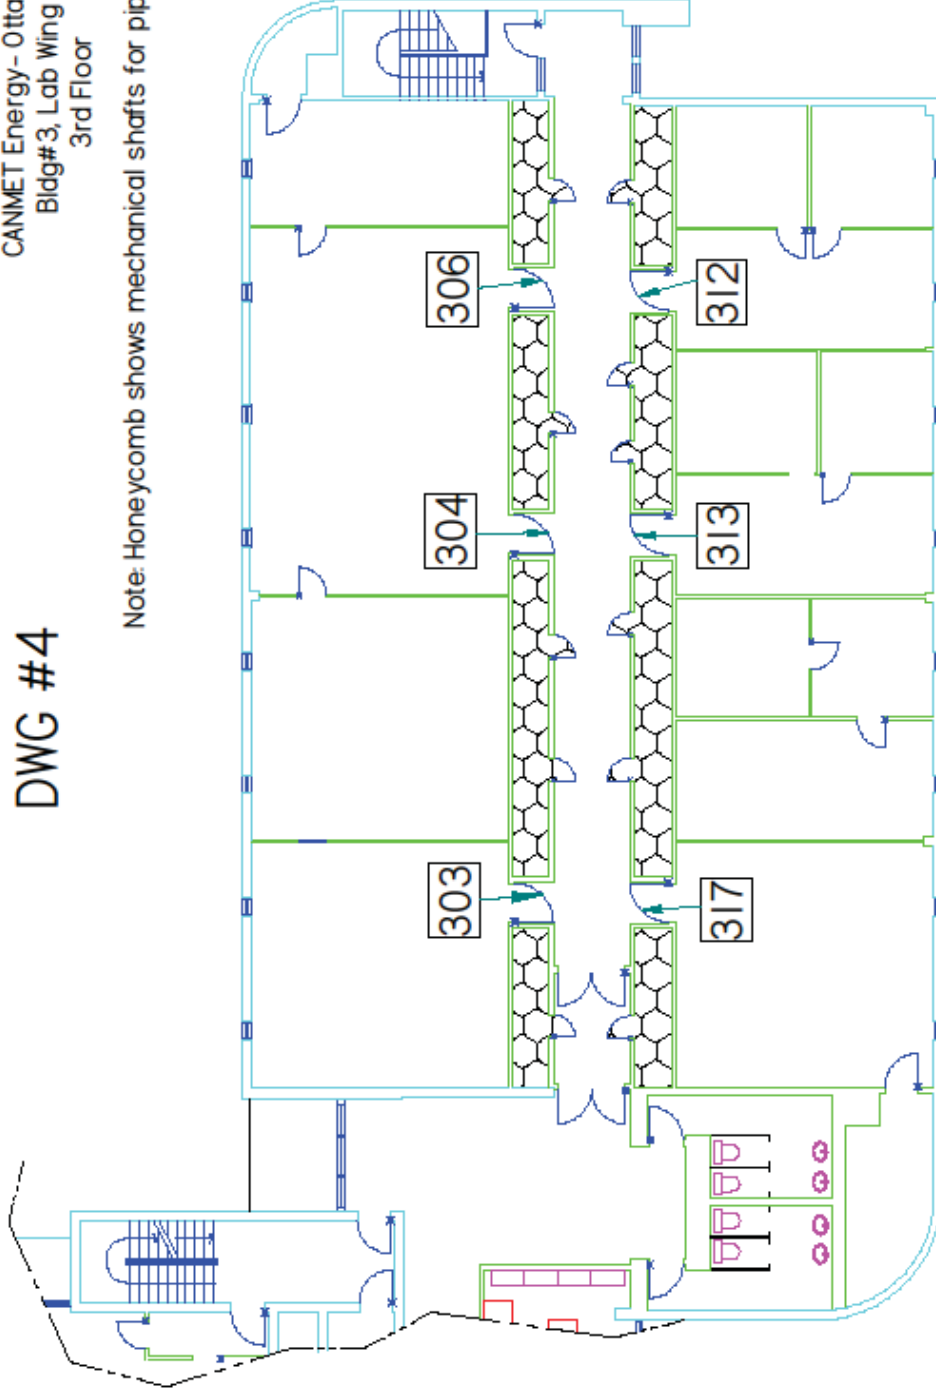 CANMET Energy- Otta
Bldg#3, Lab Wing
3rd Floor
Note: Honeycomb shows mechanical shafts for pip
DWG #4
306
312
304
313
303
317